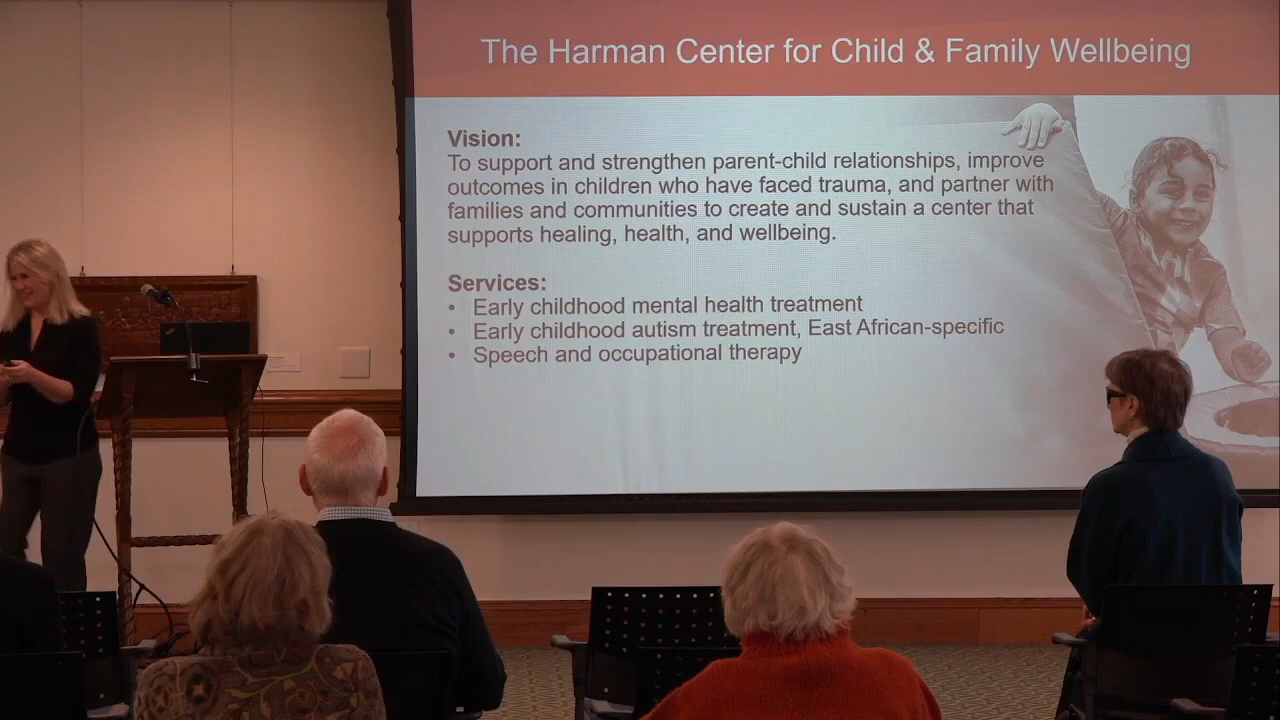 The Harman Center for Child & Family Wellbeing
Vision:
To support and strengthen parent-child relationships, improve
outcomes in children who have faced trauma, and partner with
families and communities to create and sustain a center that
supports healing, health, and wellbeing.
Services:
• Early childhood mental health treatment
• Early childhood autism treatment, East African-specific
• Speech and occupational therapy